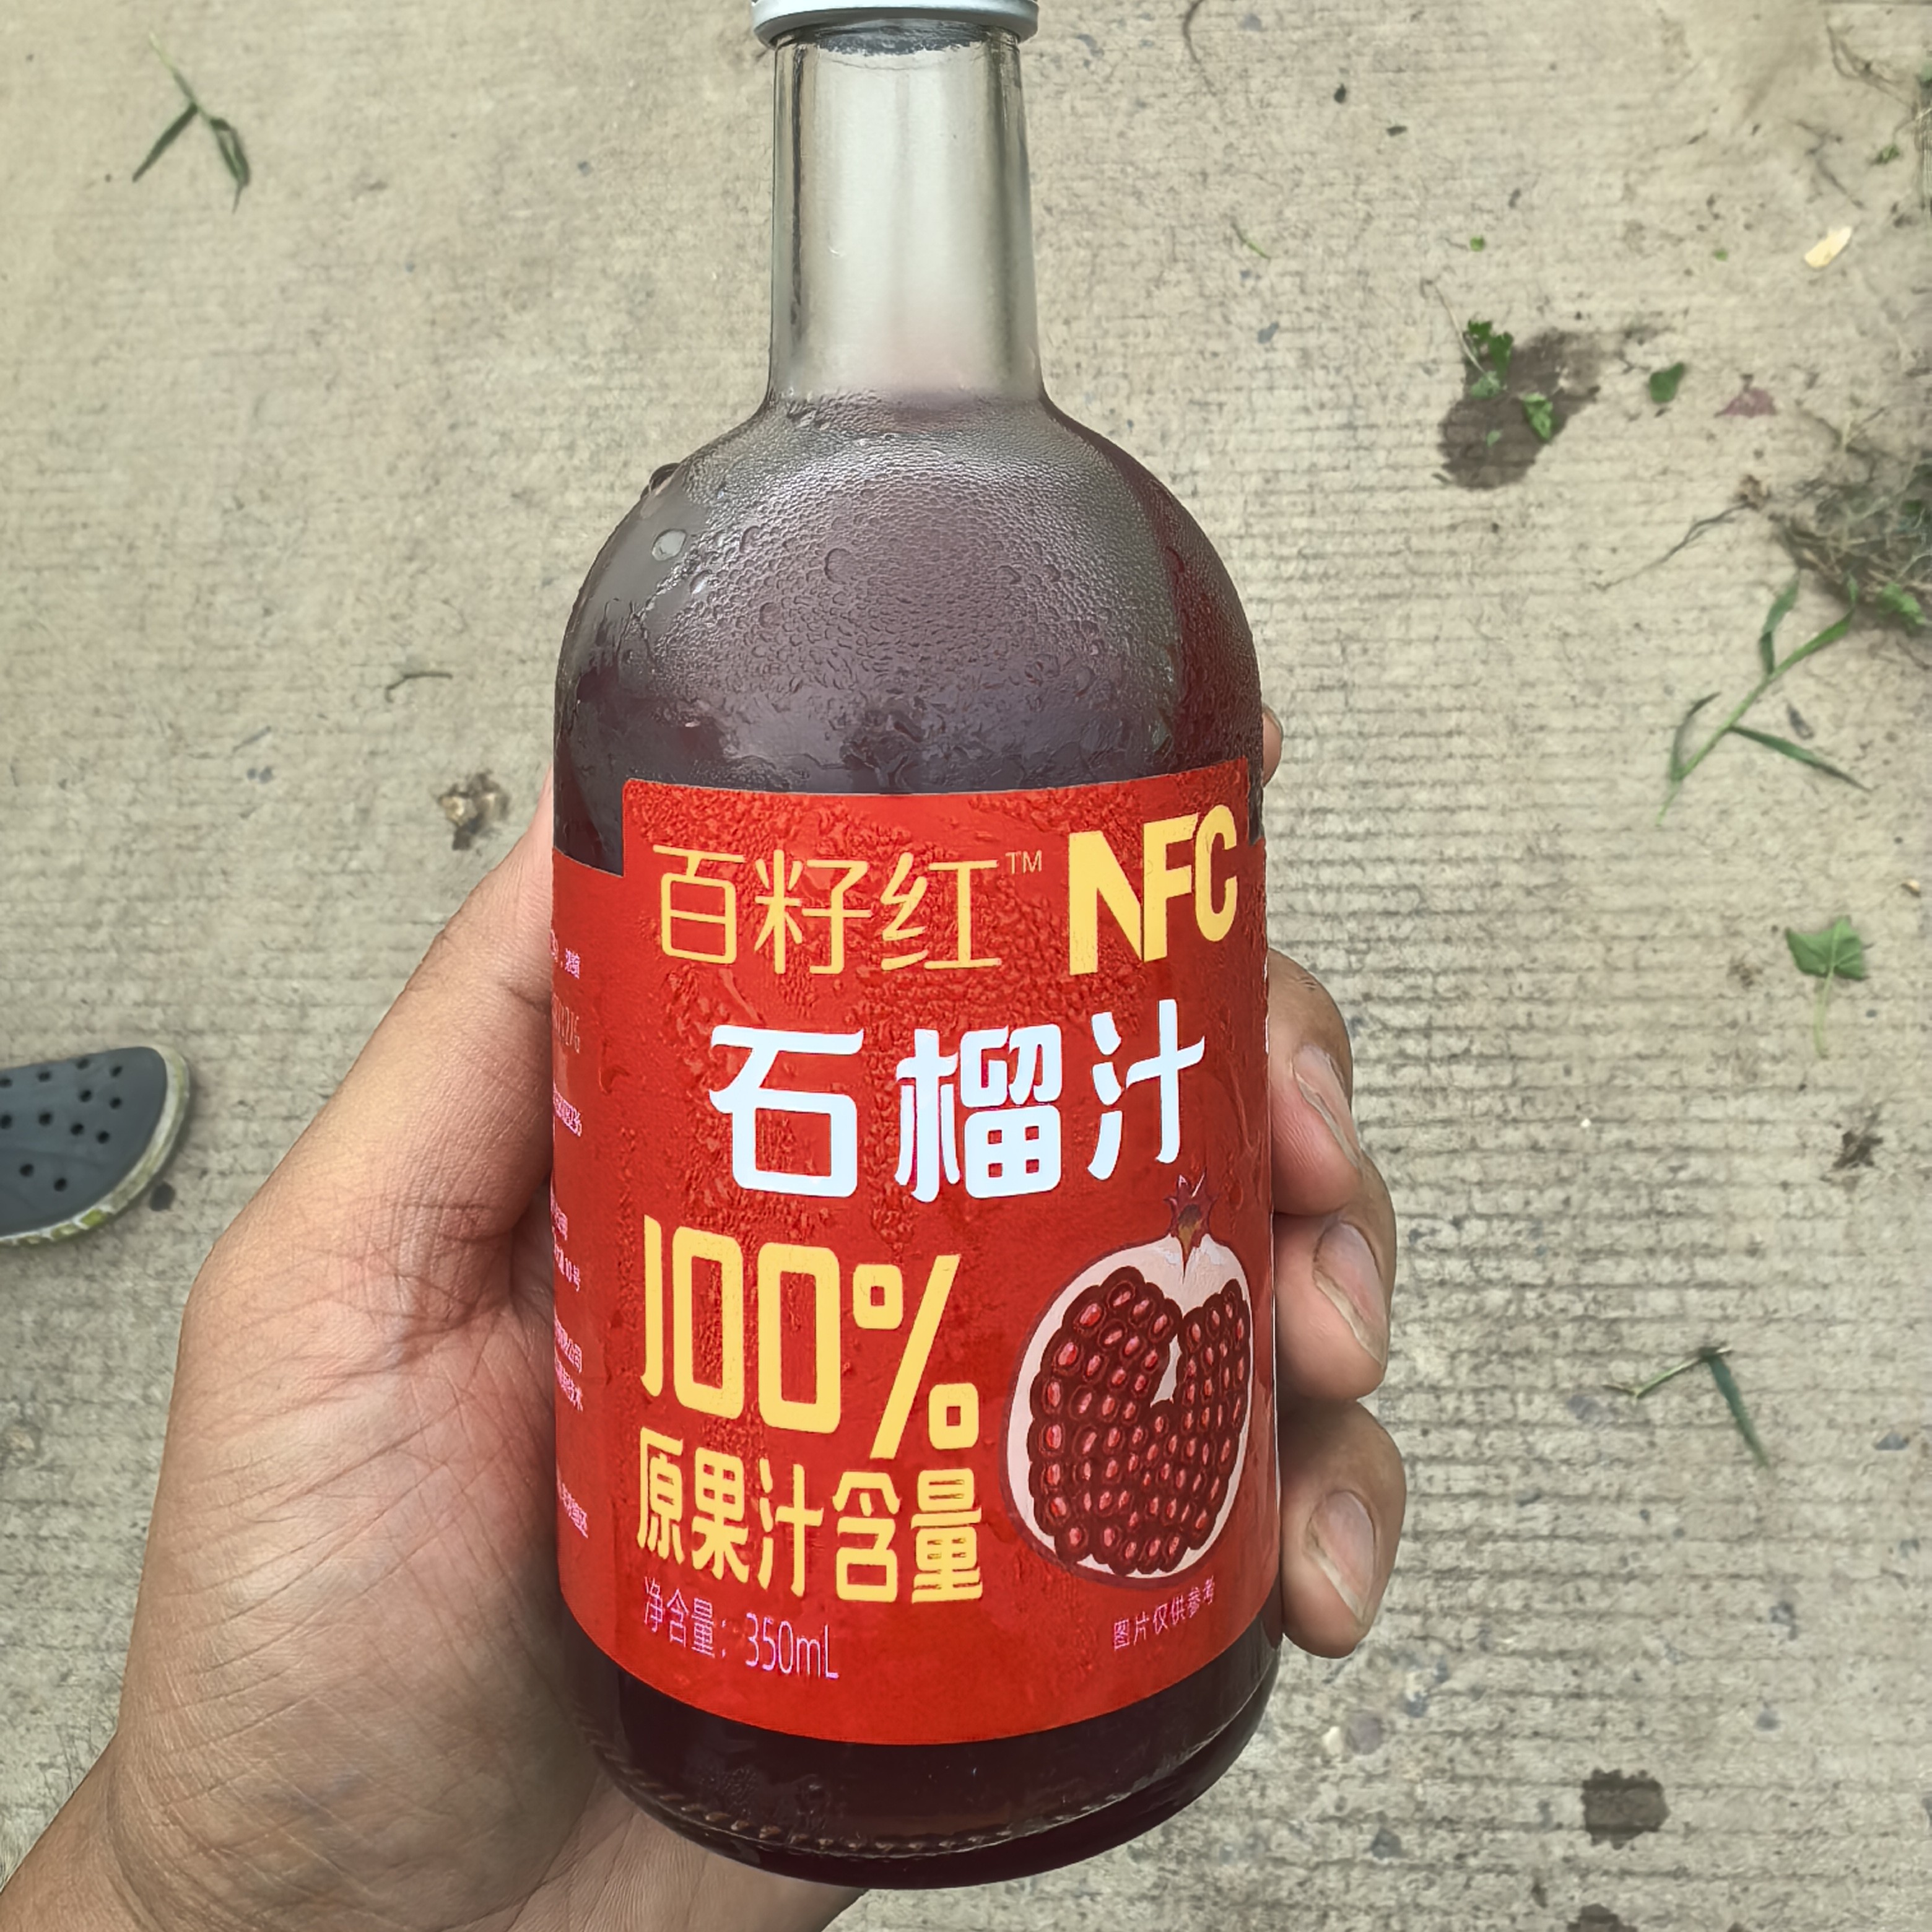 百籽红™ NFC
石榴汁
100%
原果汁含量
净含量：350mL
图片仅供参考